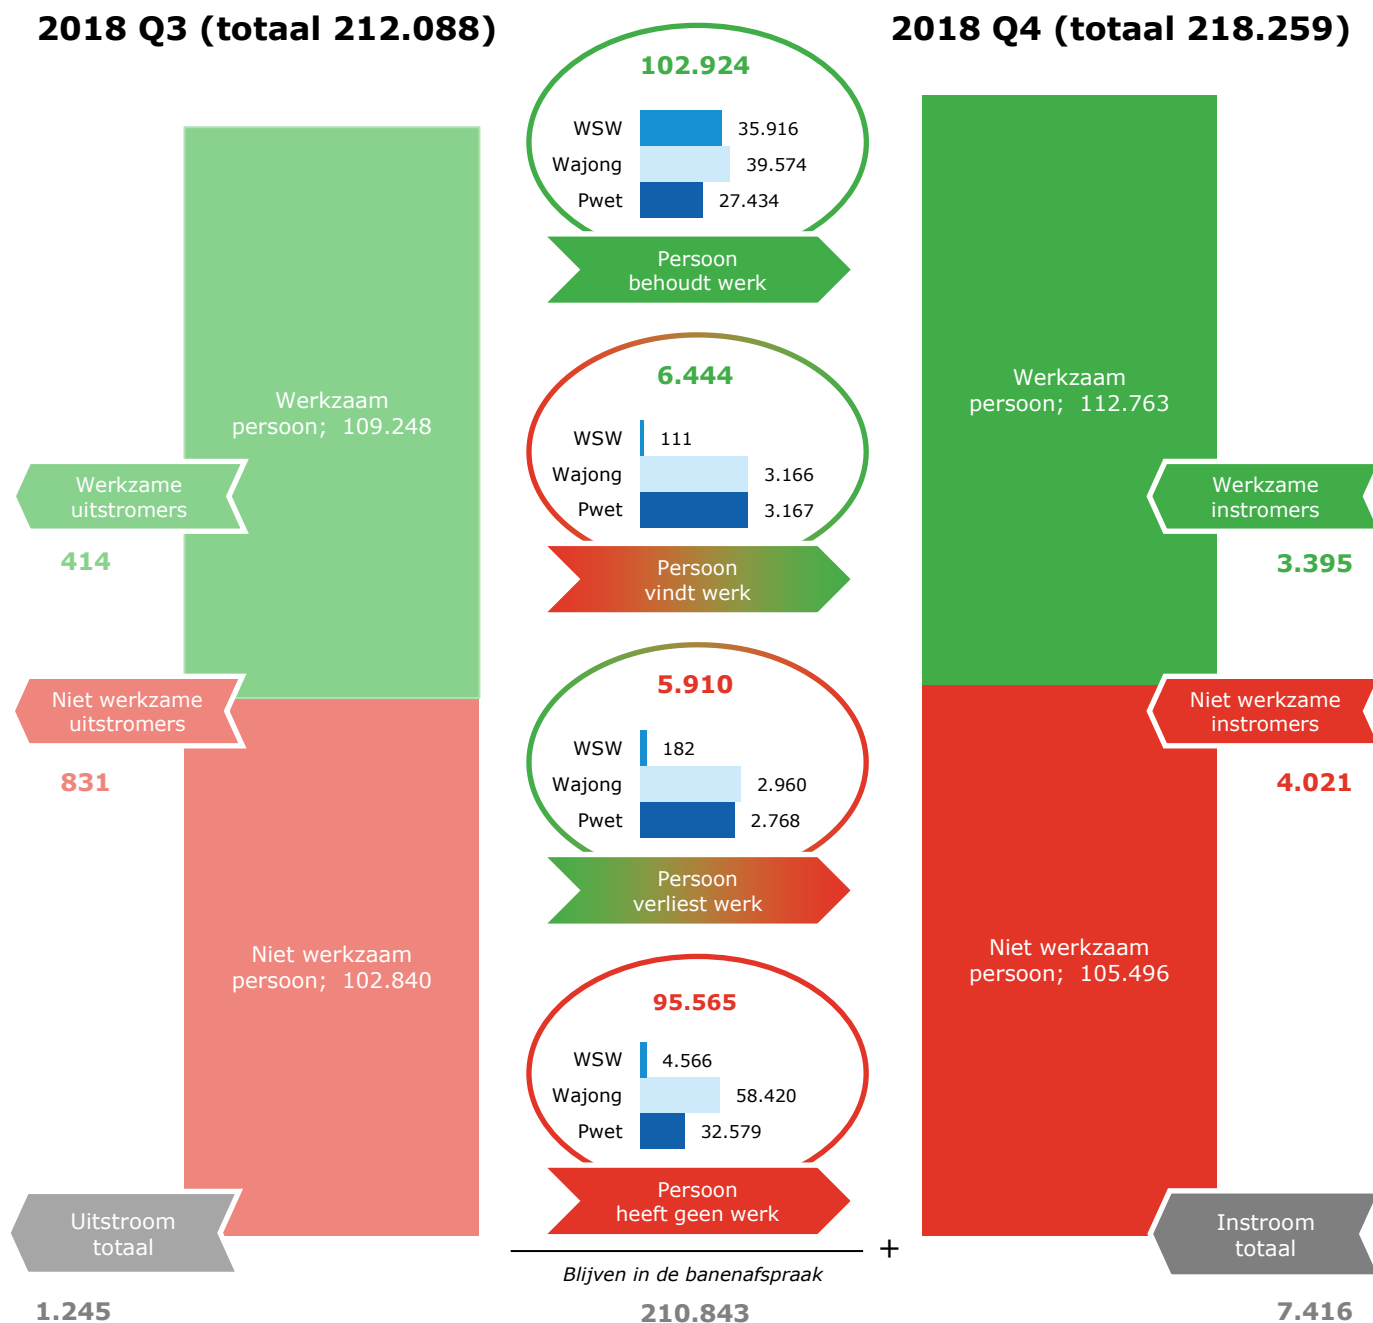 2018 Q3 (totaal 212.088)
2018 Q4 (totaal 218.259)
Werkzaam
persoon;  109.248
Werkzame
uitstromers
414
Niet werkzame
uitstromers
831
Niet werkzaam
persoon;  102.840
Uitstroom
totaal
1.245
102.924
WSW 35.916
Wajong 39.574
Pwet 27.434
Persoon
behoudt werk
6.444
WSW 111
Wajong 3.166
Pwet 3.167
Persoon
vindt werk
5.910
WSW 182
Wajong 2.960
Pwet 2.768
Persoon
verliest werk
95.565
WSW 4.566
Wajong 58.420
Pwet 32.579
Persoon
heeft geen werk
+
Blijven in de banenafspraak
210.843
Werkzaam
persoon;  112.763
Werkzame
instromers
3.395
Niet werkzame
instromers
4.021
Niet werkzaam
persoon;  105.496
Instroom
totaal
7.416